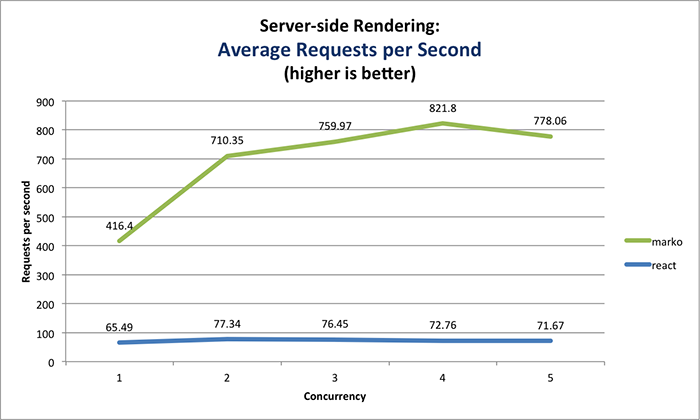 Server-side Rendering:
Average Requests per Second
(higher is better)
Requests per second
900
800
700
600
500
400
300
200
100
0
416.4
710.35
759.97
821.8
778.06
65.49
77.34
76.45
72.76
71.67
marko
react
1 2 3 4 5
Concurrency